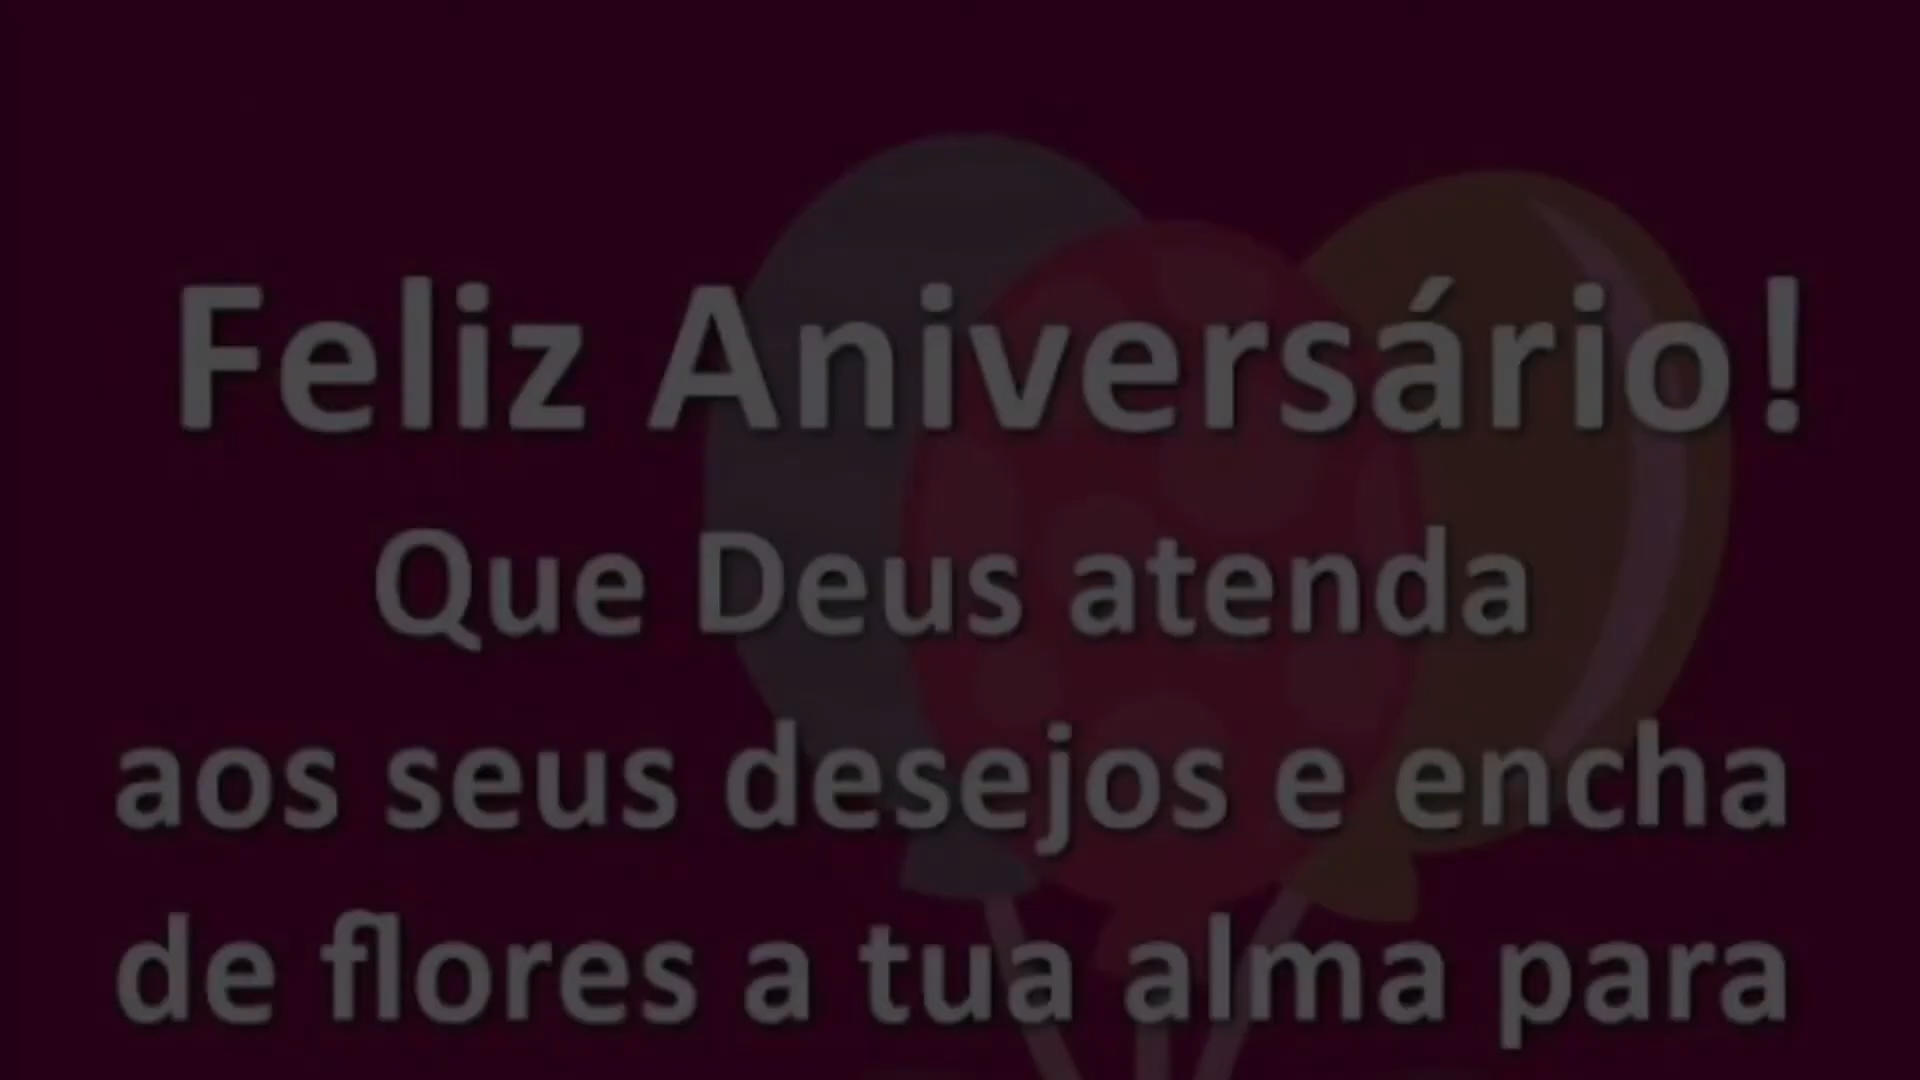 Feliz Aniversário!
Que Deus atenda
aos seus desejos e encha
de flores a tua alma para